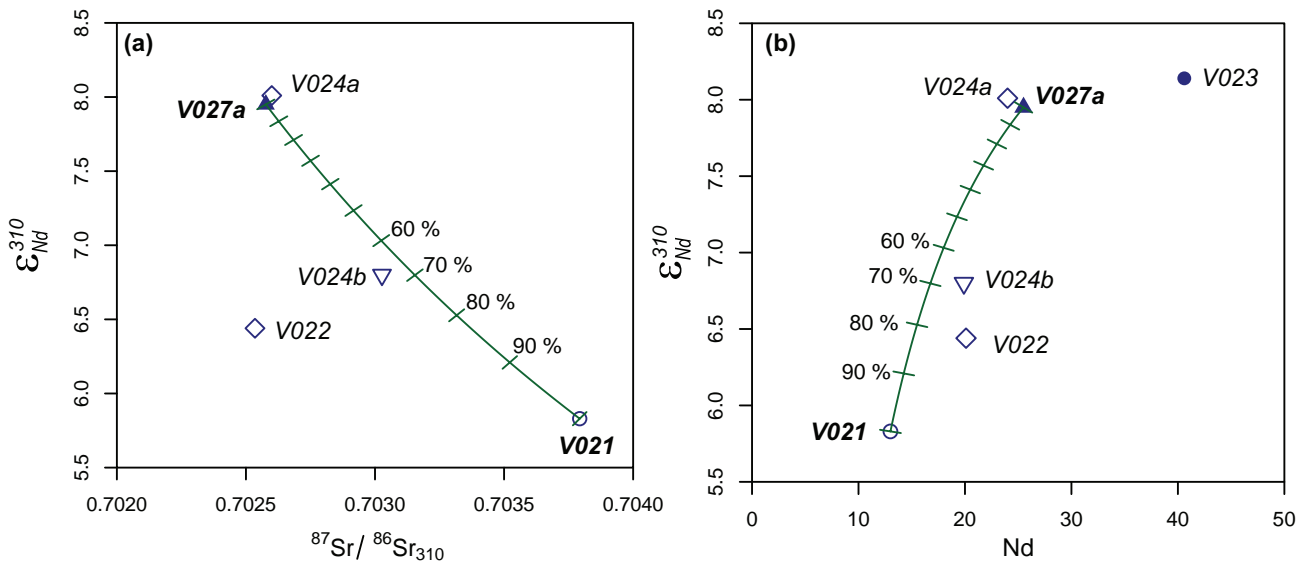 (a)
8.5
8.0
7.5
7.0
6.5
6.0
5.5
ε310Nd
V024a
V027a
60 %
70 %
V024b
80 %
V022
90 %
V021
0.7020
0.7025
0.7030
0.7035
0.7040
87Sr/ 86Sr310
(b)
8.5
8.0
7.5
7.0
6.5
6.0
5.5
ε310Nd
V024a
V023
V027a
60 %
70 %
V024b
80 %
V022
90 %
V021
0
10
20
30
40
50
Nd